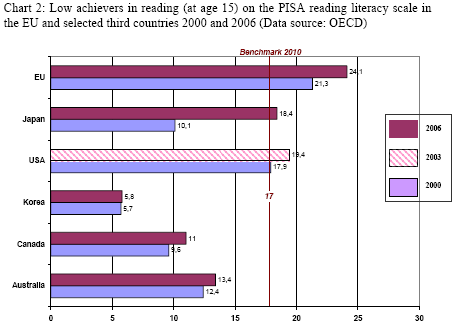 Chart 2: Low achievers in reading (at age 15) on the PISA reading literacy scale in
the EU and selected third countries 2000 and 2006 (Data source: OECD)
Benchmark 2010
EU
24,1
21,3
Japan
18,4
10,1
USA
19,4
17,9
Korea
5,8
5,7
17
Canada
11
9,6
Australia
13,4
12,4
0
5
10
15
20
25
30
2006
2003
2000